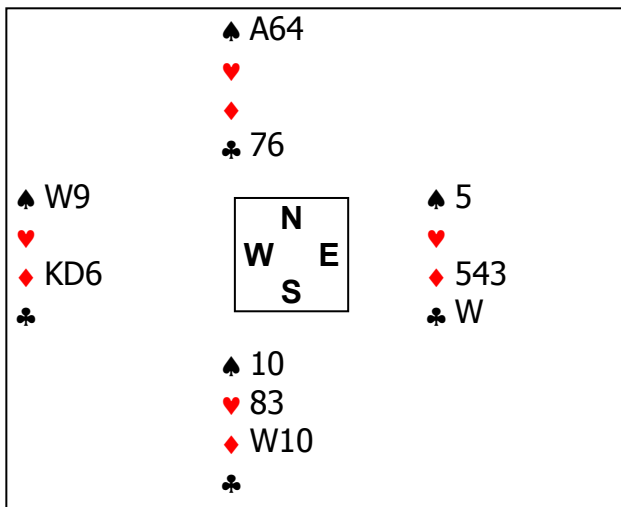 ♠ A64
♥
♦
♣ 76
♠ W9
♥
♦ KD6
♣
N
W E
S
♠ 5
♥
♦ 543
♣ W
♠ 10
♥ 83
♦ W10
♣